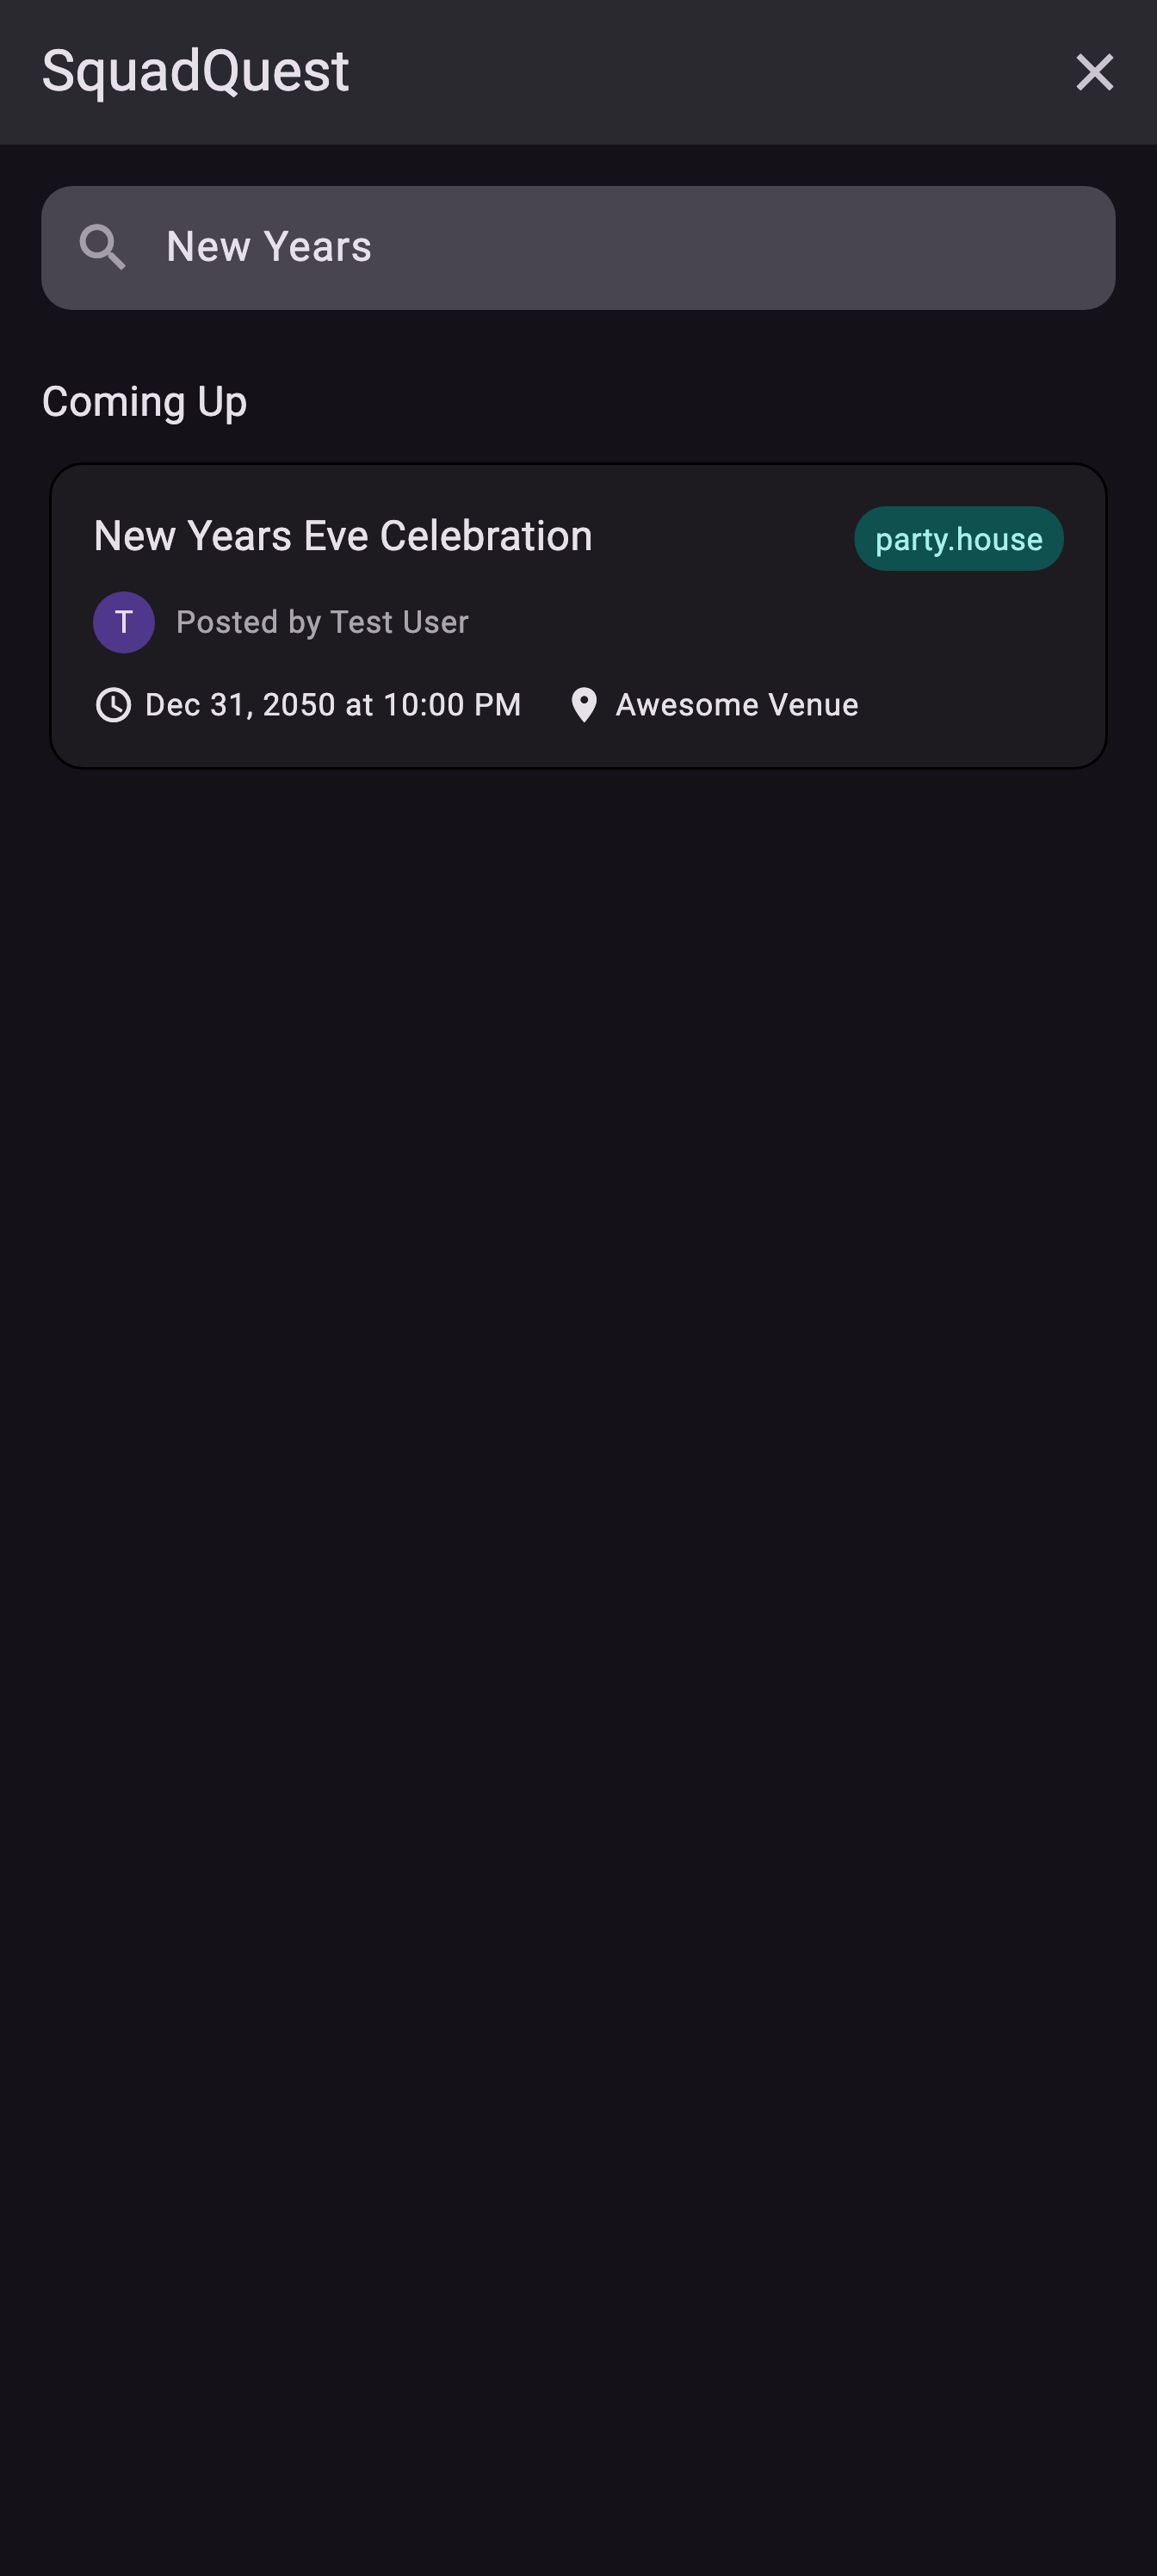 SquadQuest
New Years
Coming Up
New Years Eve Celebration
party.house
T
Posted by Test User
Dec 31, 2050 at 10:00 PM
Awesome Venue